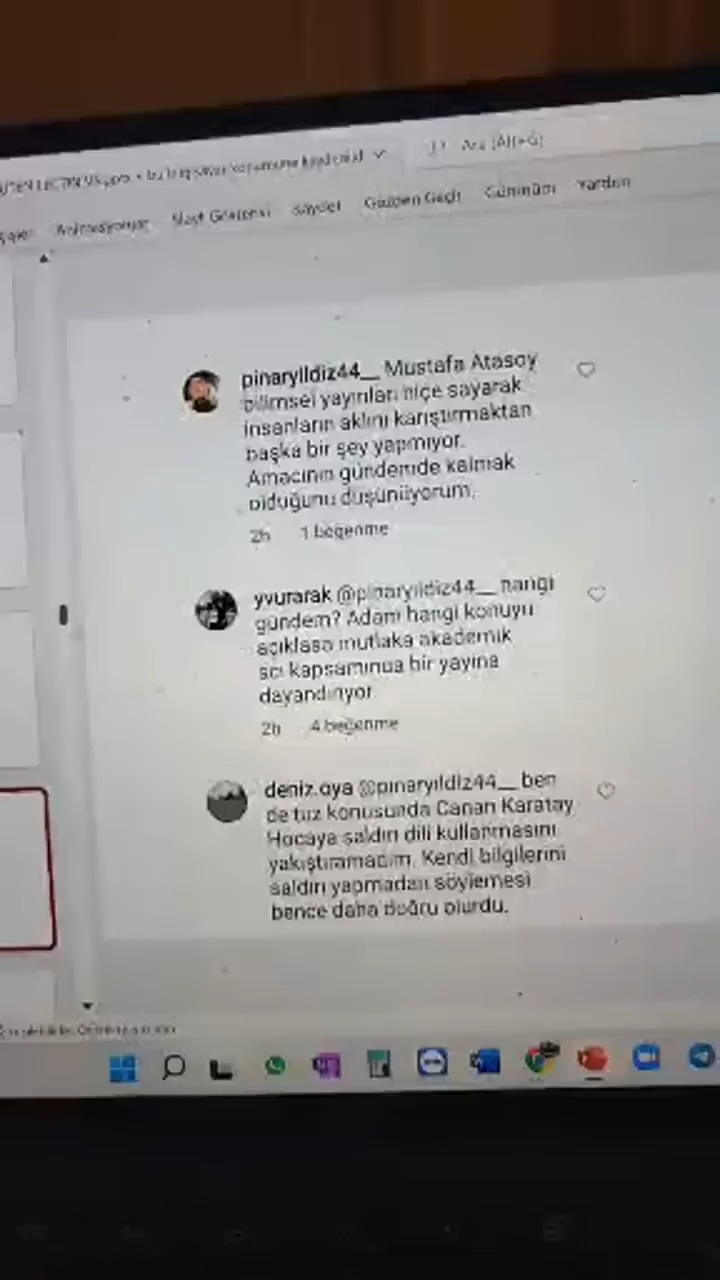 Ara (Alt+G)
Animasyonlar Slayt Gösterisi Kaydet Gözden Geçir Görünüm Yardım
pinaryildiz44__ Mustafa Atasoy
bilimsel yayınları hiçe sayarak
insanların aklını karıştırmaktan
başka bir şey yapmıyor.
Amacının gündemde kalmak
olduğunu düşünüyorum.
2h 1 beğenme
yvurarak @pinaryildiz44__ hangi
gündem? Adam hangi konuyu
açıklasa mutlaka akademik
sci kapsamında bir yayına
dayandırıyor.
2h 4 beğenme
deniz.oya @pinaryildiz44__ ben
de tuz konusunda Canan Karatay
Hocaya saldırı dili kullanmasını
yakıştıramadım. Kendi bilgilerini
saldırı yapmadan söylemesi
bence daha doğru olurdu.